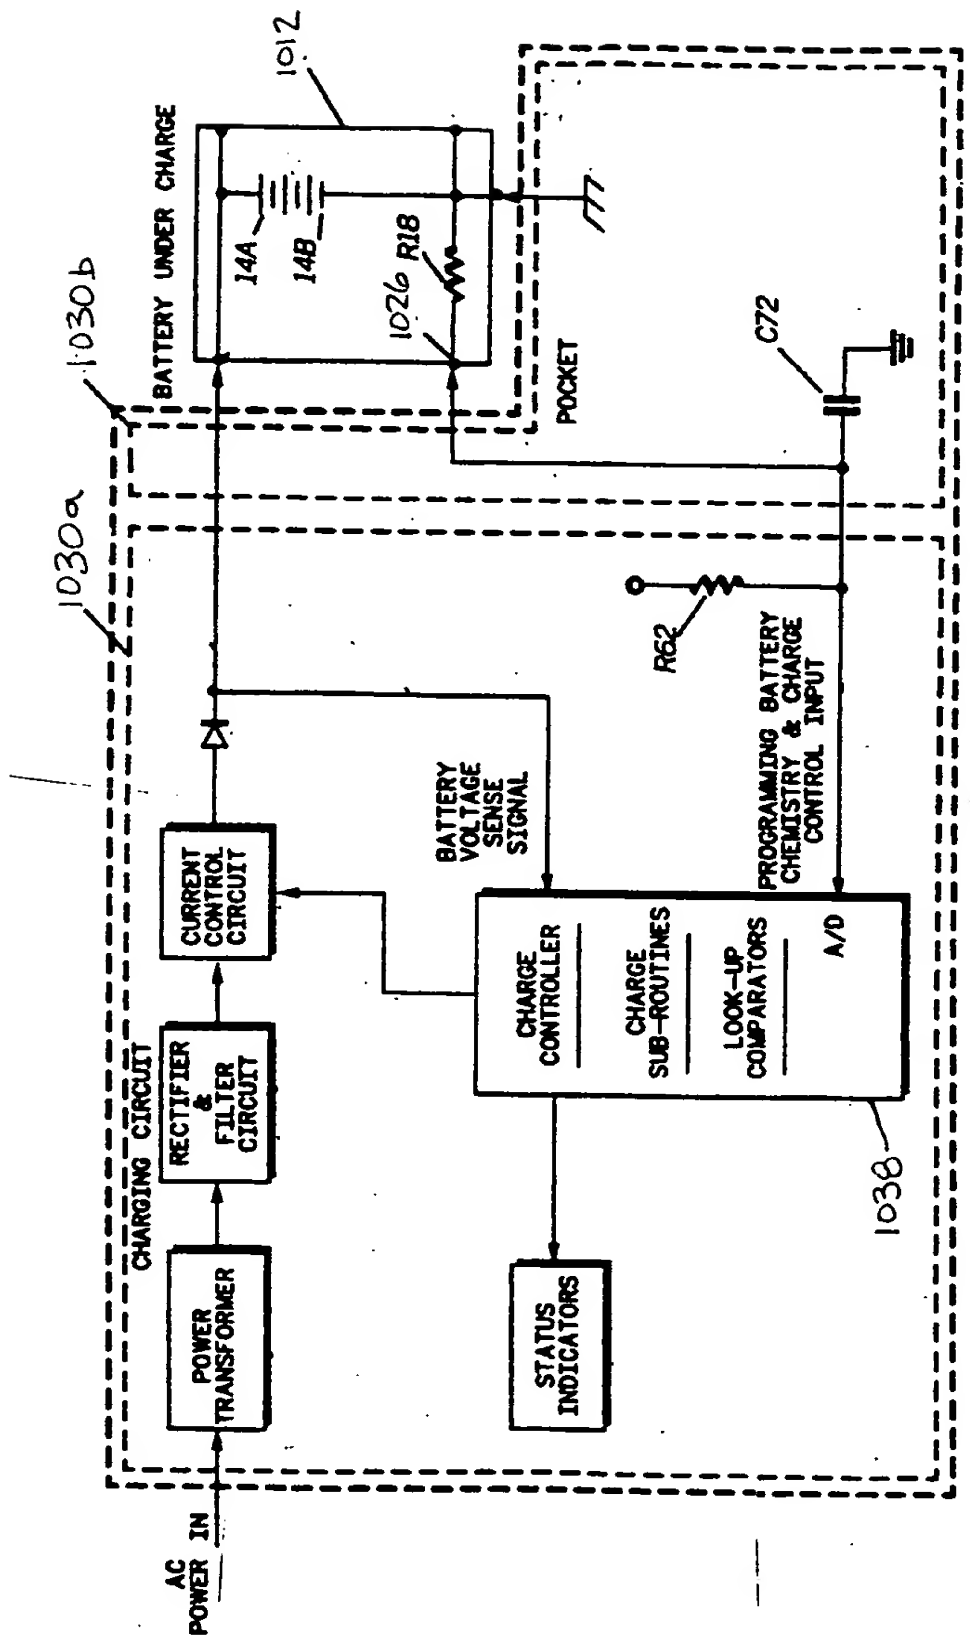 1030a
1030b
1012
AC
POWER IN
CHARGING CIRCUIT
POWER
TRANSFORMER
RECTIFIER
&
FILTER
CIRCUIT
CURRENT
CONTROL
CIRCUIT
BATTERY UNDER CHARGE
14A
14B
1026
R18
POCKET
BATTERY
VOLTAGE
SENSE
SIGNAL
STATUS
INDICATORS
CHARGE
CONTROLLER
CHARGE
SUB-ROUTINES
LOOK-UP
COMPARATORS
A/D
1038
R62
PROGRAMMING BATTERY
CHEMISTRY & CHARGE
CONTROL INPUT
C72